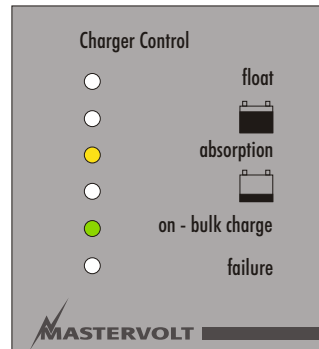 Charger Control
float
absorption
on - bulk charge
failure
MASTERVOLT